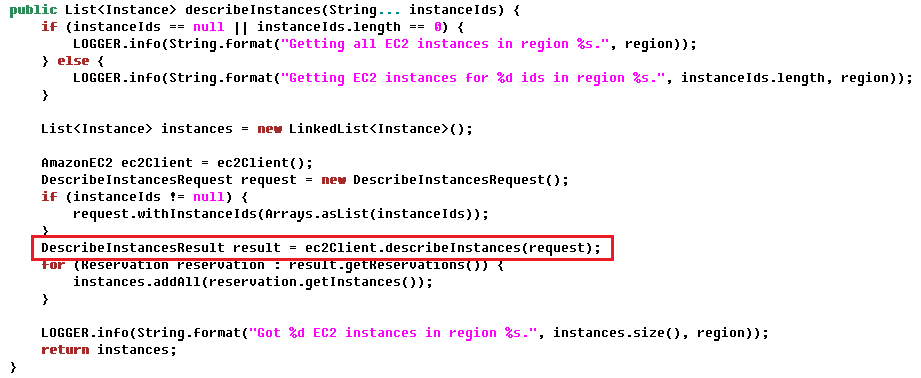 public List<Instance> describeInstances(String... instanceIds) {
    if (instanceIds == null || instanceIds.length == 0) {
        LOGGER.info(String.format("Getting all EC2 instances in region %s.", region));
    } else {
        LOGGER.info(String.format("Getting EC2 instances for %d ids in region %s.", instanceIds.length, region));
    }

    List<Instance> instances = new LinkedList<Instance>();

    AmazonEC2 ec2Client = ec2Client();
    DescribeInstancesRequest request = new DescribeInstancesRequest();
    if (instanceIds != null) {
        request.withInstanceIds(Arrays.asList(instanceIds));
    }
    DescribeInstancesResult result = ec2Client.describeInstances(request);
    for (Reservation reservation : result.getReservations()) {
        instances.addAll(reservation.getInstances());
    }

    LOGGER.info(String.format("Got %d EC2 instances in region %s.", instances.size(), region));
    return instances;
}